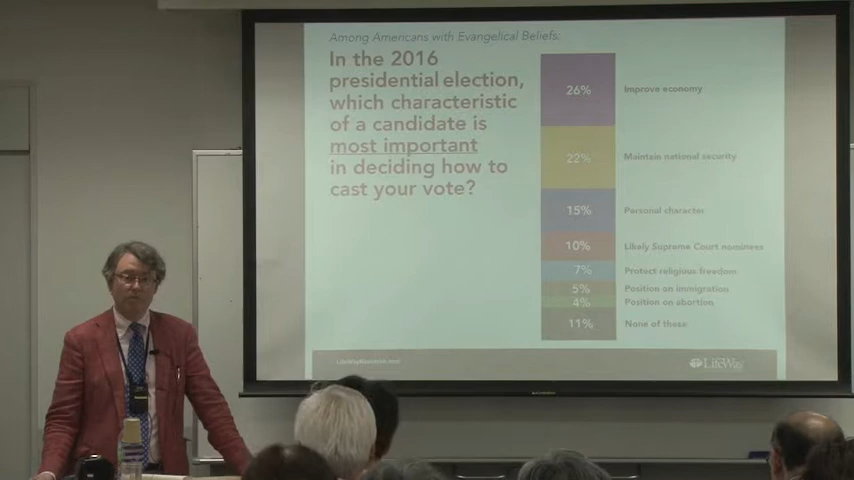 Among Americans with Evangelical Beliefs:
In the 2016
presidential election,
which characteristic
of a candidate is
most important
in deciding how to
cast your vote?
26% Improve economy
22% Maintain national security
15% Personal character
10% Likely Supreme Court nominees
7% Protect religious freedom
5% Position on immigration
4% Position on abortion
11% None of these
LifeWayResearch.com
LifeWay